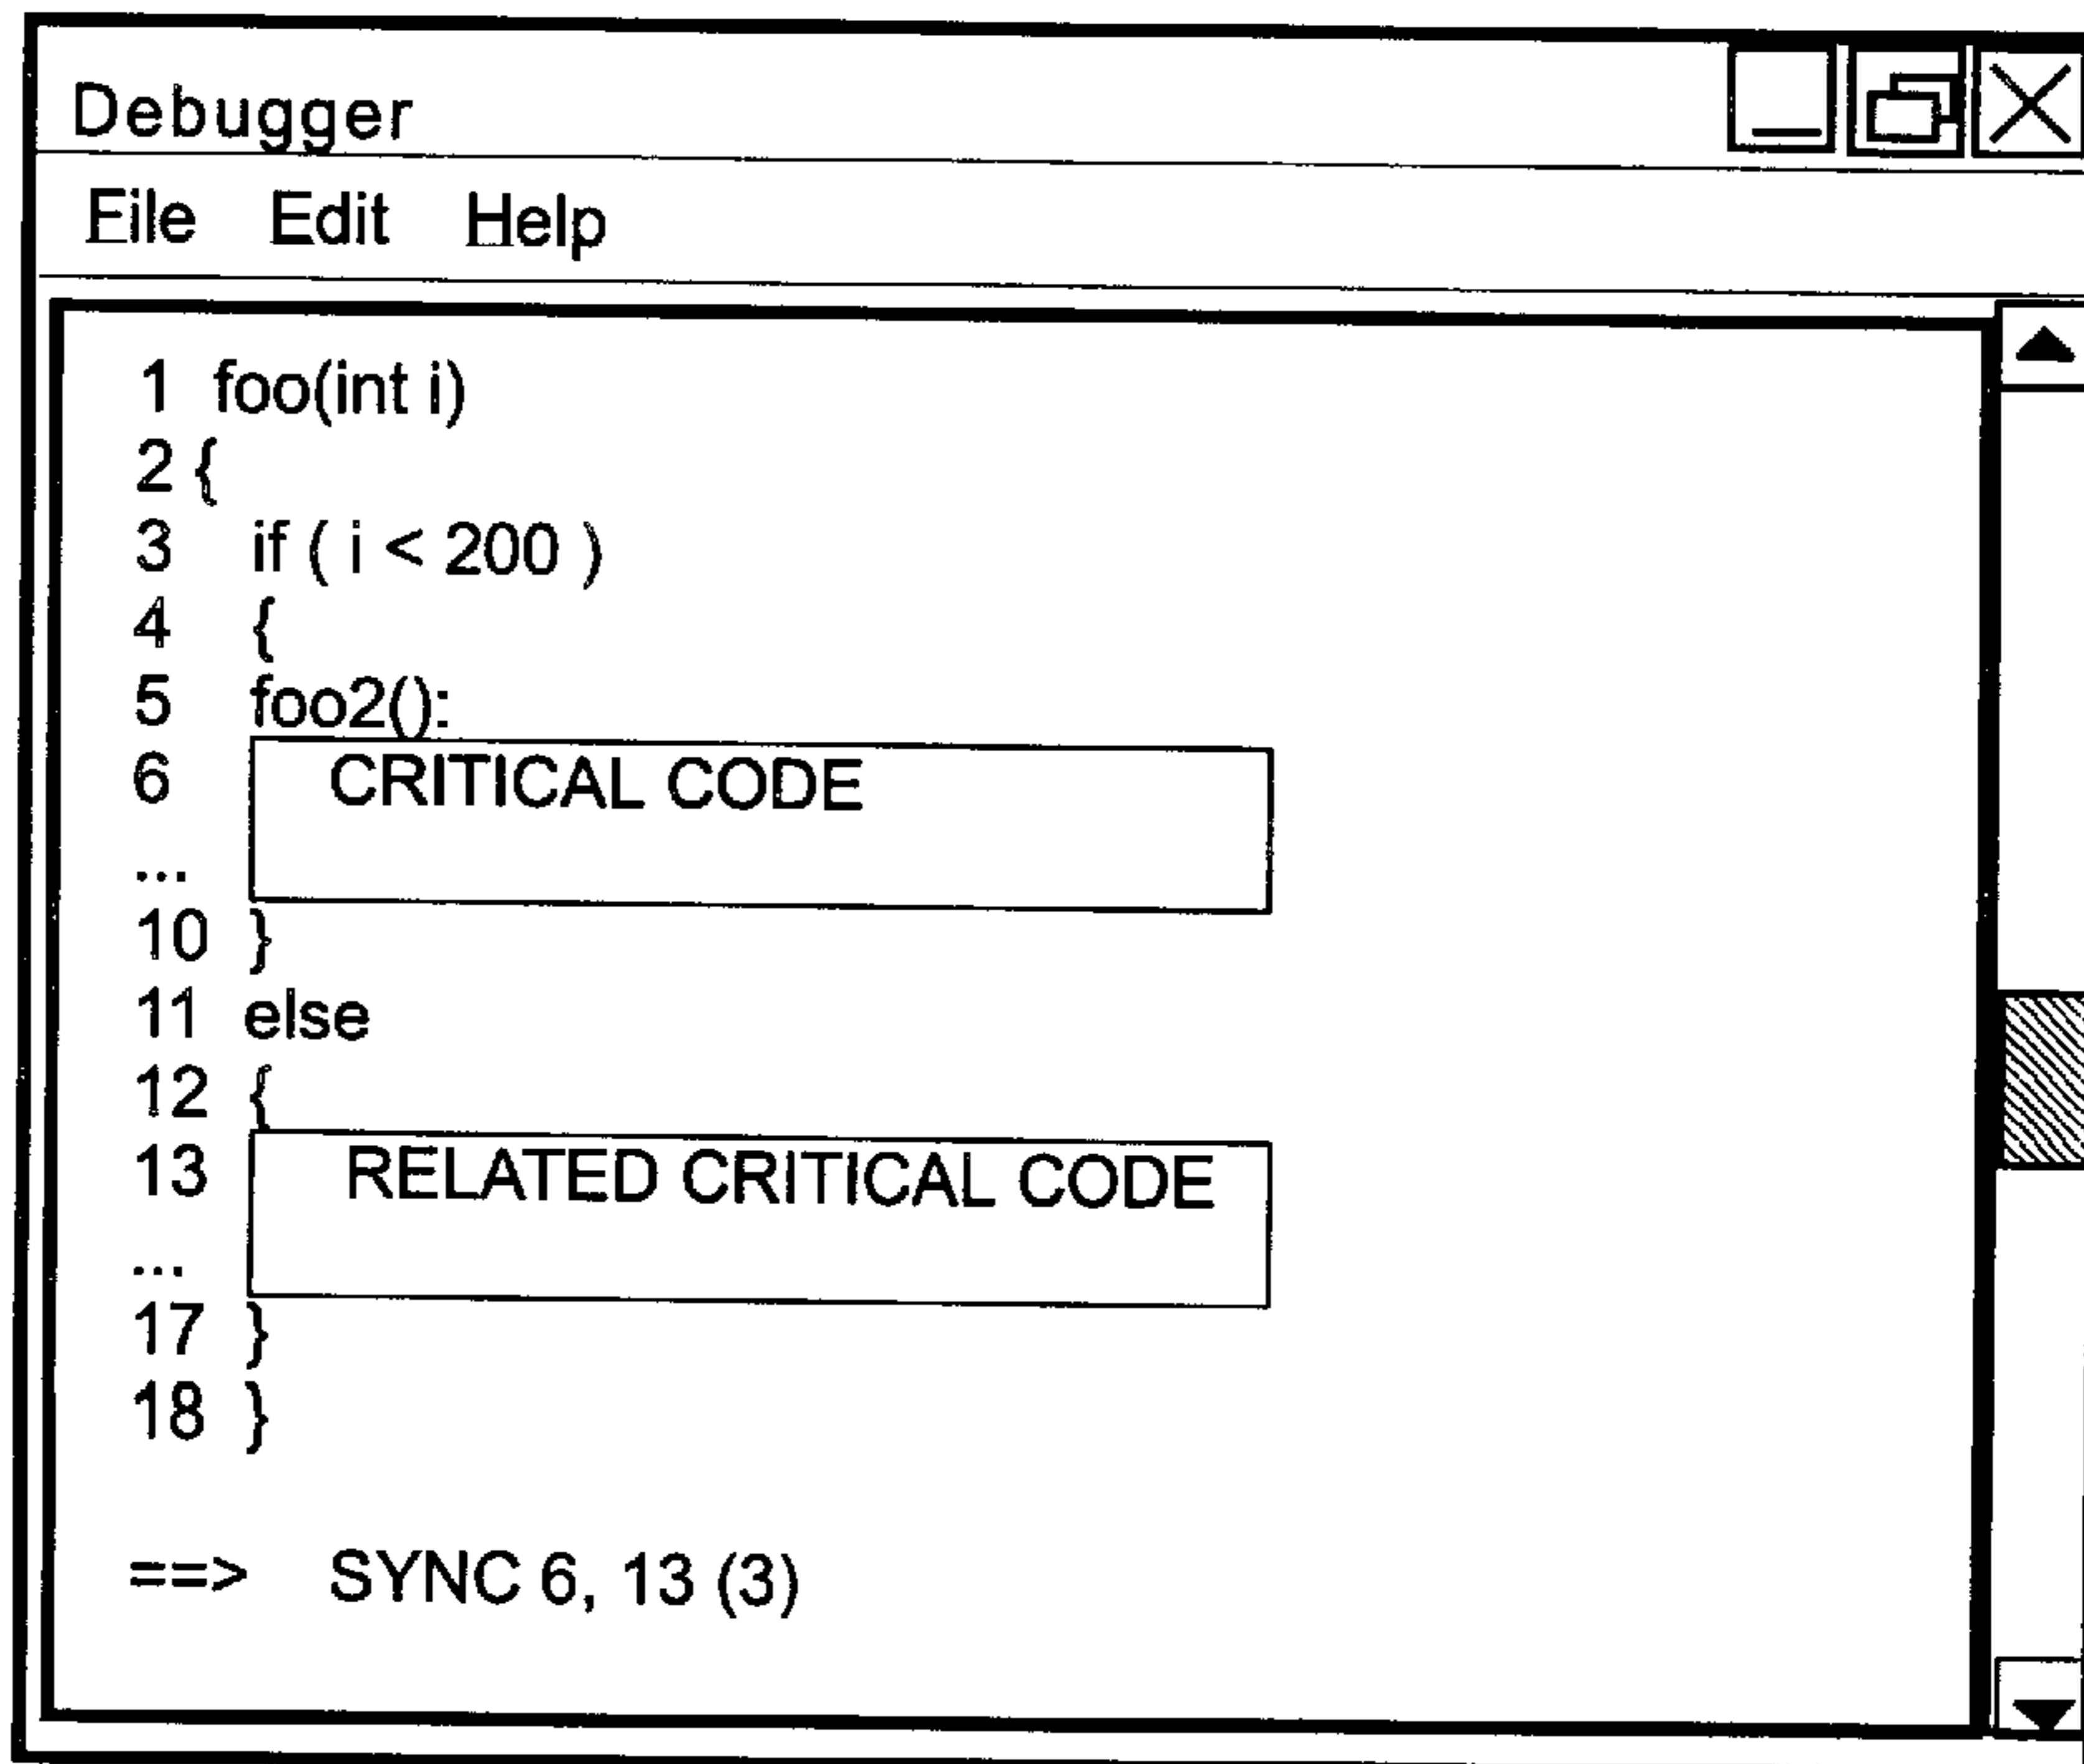 Debugger
File Edit Help
1 foo(int i)
2 {
3 if ( i < 200 )
4 {
5 foo2():
6 CRITICAL CODE
...
10 }
11 else
12 {
13 RELATED CRITICAL CODE
...
17 }
18 }
==> SYNC 6, 13 (3)